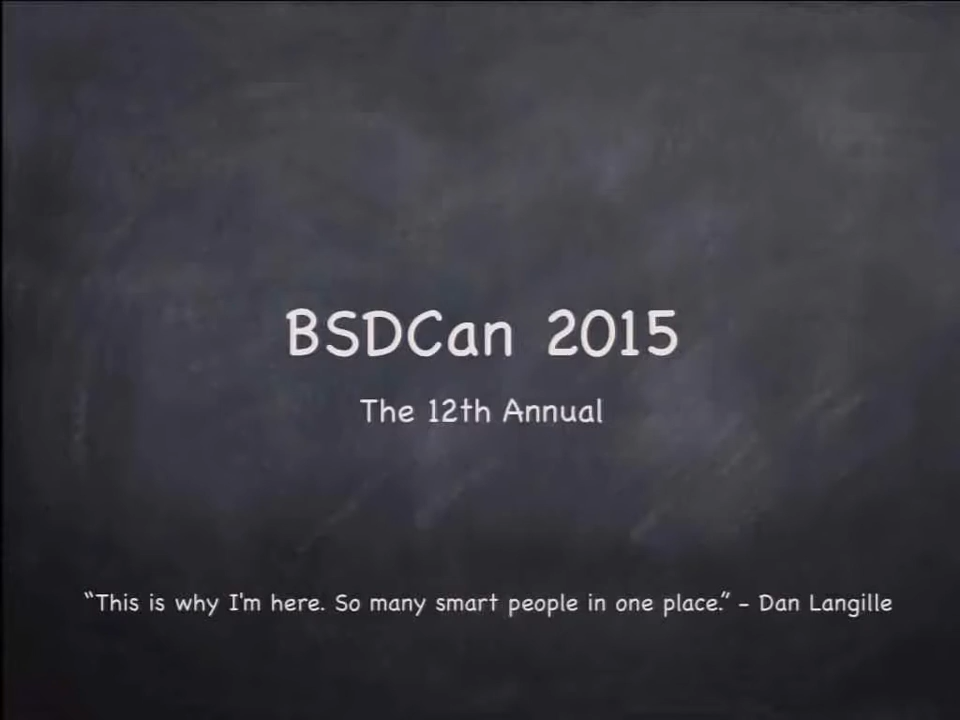 BSDCan 2015
The 12th Annual
“This is why I'm here. So many smart people in one place.” - Dan Langille